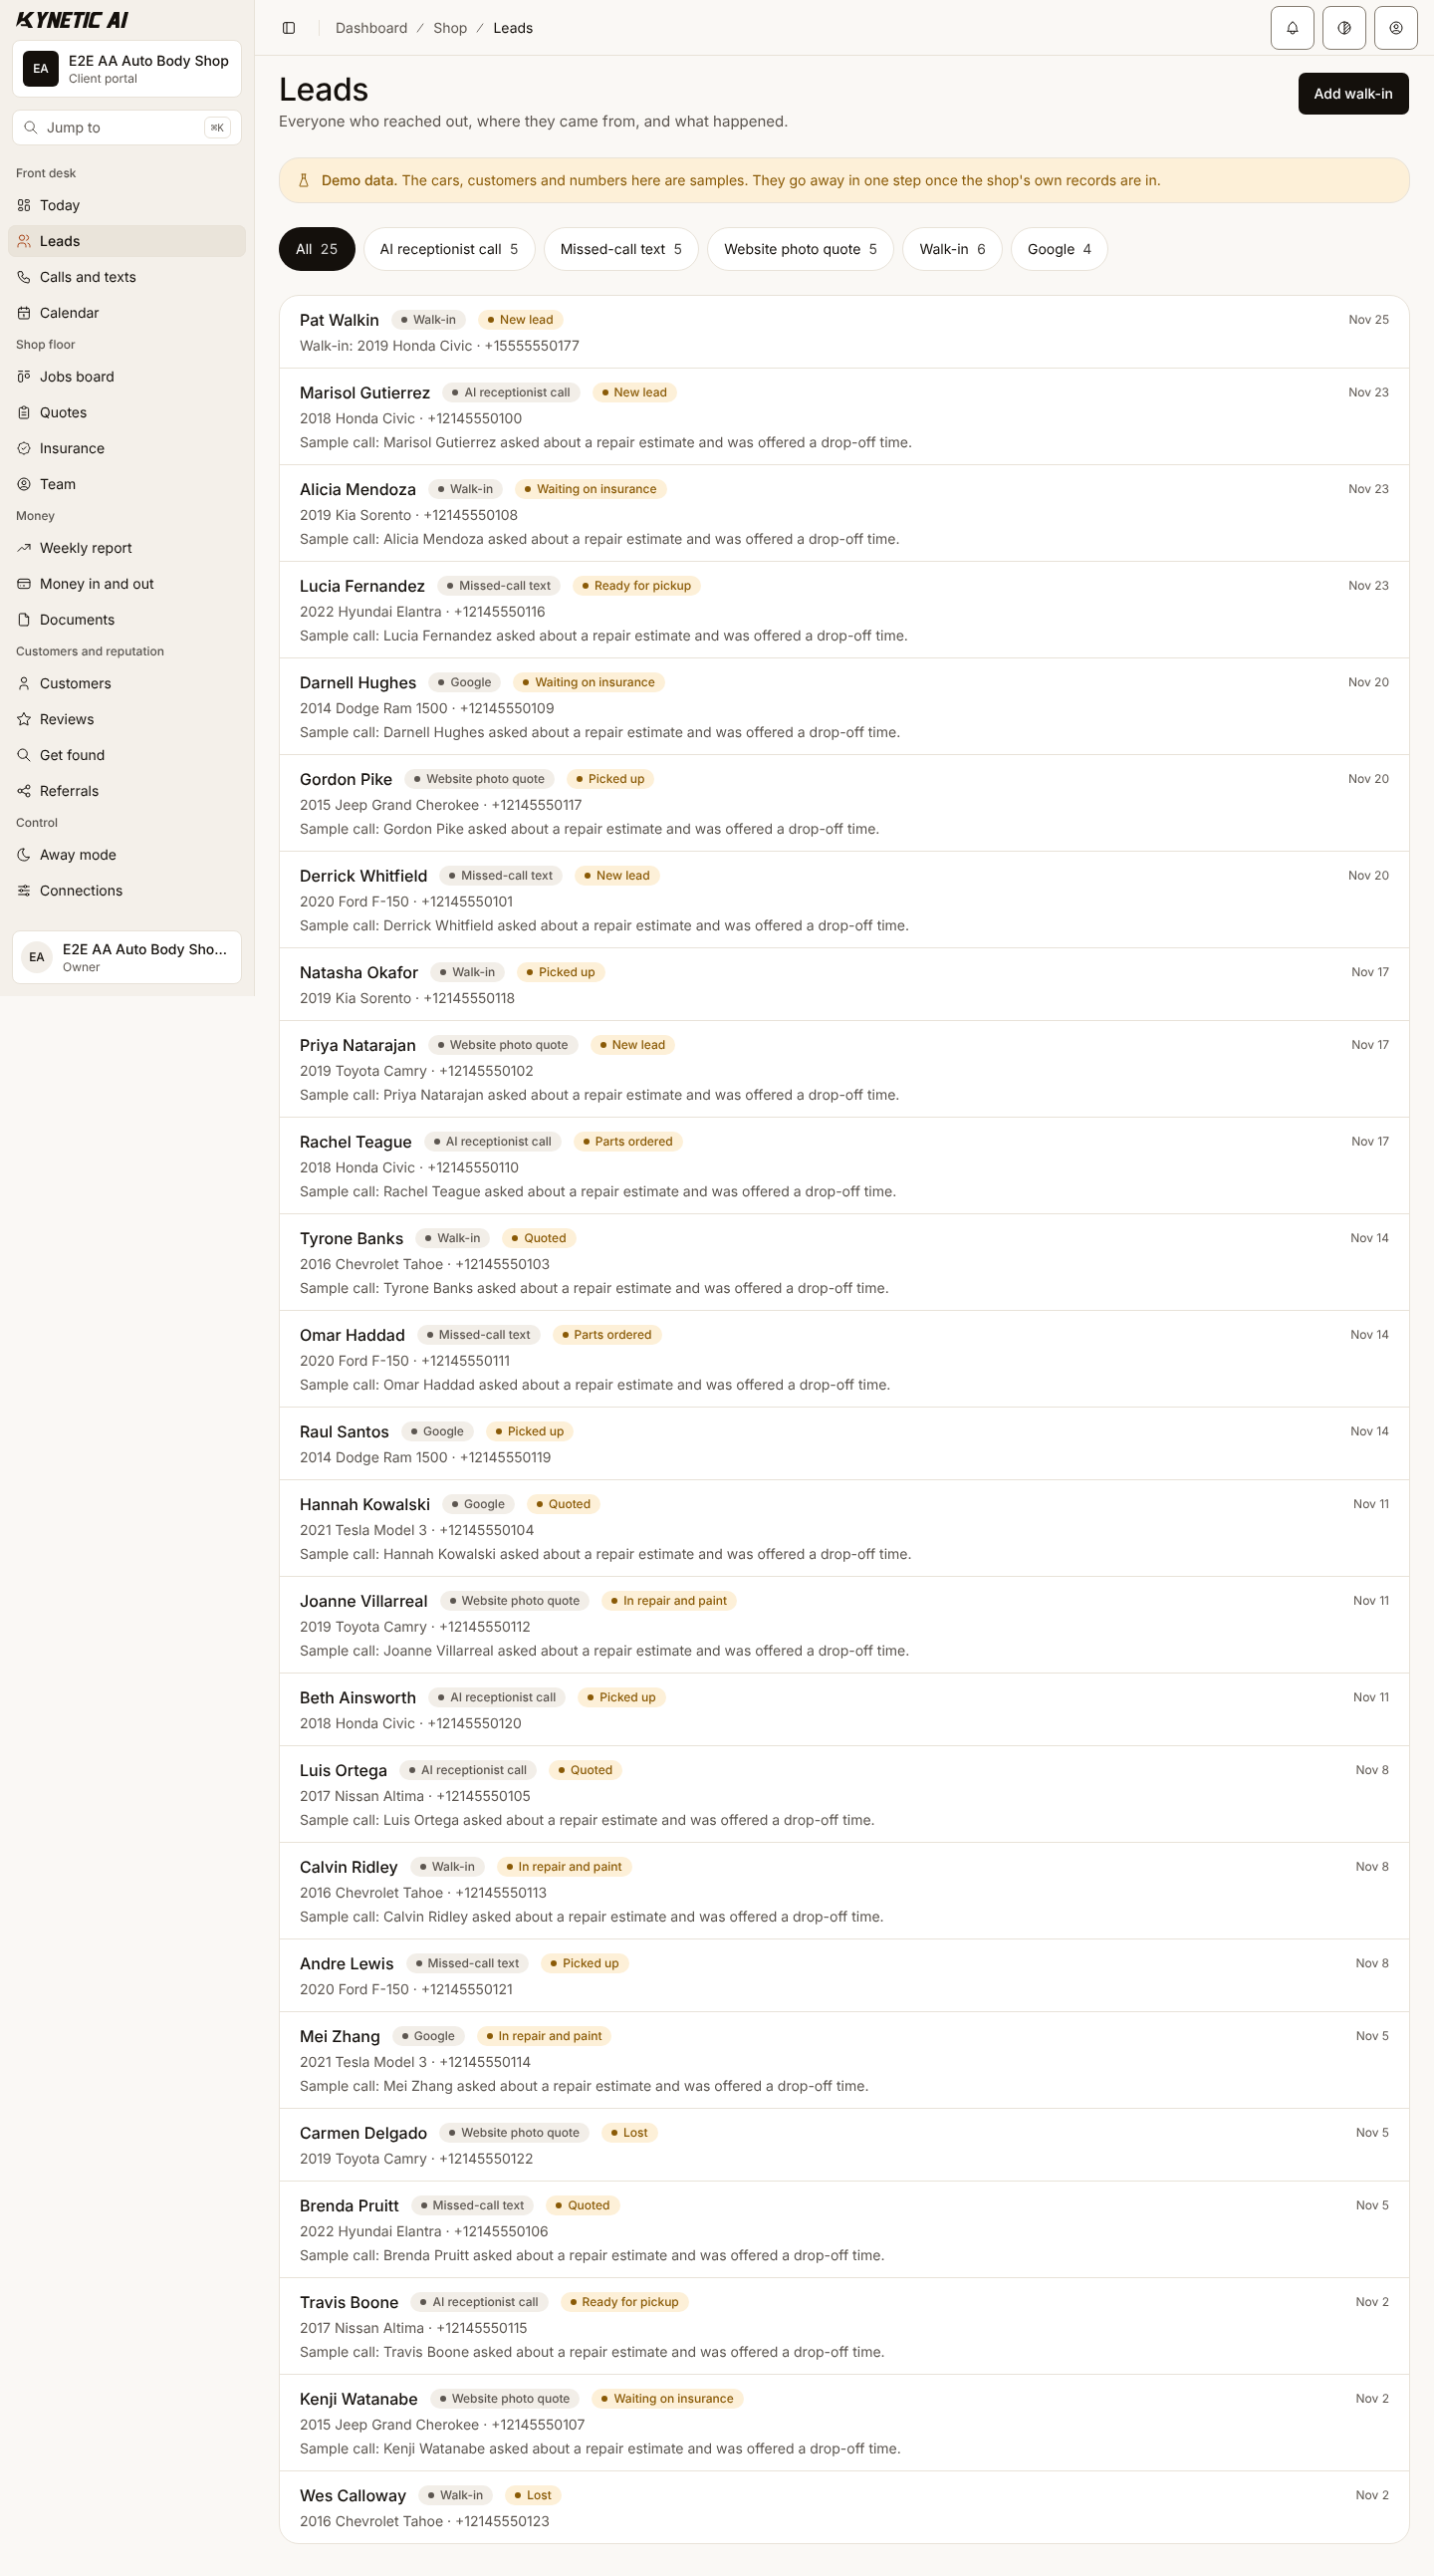 KYNETIC AI
EA
E2E AA Auto Body Shop
Client portal
Jump to ⌘K
Front desk
Today
Leads
Calls and texts
Calendar
Shop floor
Jobs board
Quotes
Insurance
Team
Money
Weekly report
Money in and out
Documents
Customers and reputation
Customers
Reviews
Get found
Referrals
Control
Away mode
Connections
EA
E2E AA Auto Body Sho...
Owner
Dashboard / Shop / Leads
Leads
Everyone who reached out, where they came from, and what happened.
Add walk-in
Demo data. The cars, customers and numbers here are samples. They go away in one step once the shop's own records are in.
All 25 AI receptionist call 5 Missed-call text 5 Website photo quote 5 Walk-in 6 Google 4
Pat Walkin Walk-in New lead Nov 25
Walk-in: 2019 Honda Civic · +15555550177
Marisol Gutierrez AI receptionist call New lead Nov 23
2018 Honda Civic · +12145550100
Sample call: Marisol Gutierrez asked about a repair estimate and was offered a drop-off time.
Alicia Mendoza Walk-in Waiting on insurance Nov 23
2019 Kia Sorento · +12145550108
Sample call: Alicia Mendoza asked about a repair estimate and was offered a drop-off time.
Lucia Fernandez Missed-call text Ready for pickup Nov 23
2022 Hyundai Elantra · +12145550116
Sample call: Lucia Fernandez asked about a repair estimate and was offered a drop-off time.
Darnell Hughes Google Waiting on insurance Nov 20
2014 Dodge Ram 1500 · +12145550109
Sample call: Darnell Hughes asked about a repair estimate and was offered a drop-off time.
Gordon Pike Website photo quote Picked up Nov 20
2015 Jeep Grand Cherokee · +12145550117
Sample call: Gordon Pike asked about a repair estimate and was offered a drop-off time.
Derrick Whitfield Missed-call text New lead Nov 20
2020 Ford F-150 · +12145550101
Sample call: Derrick Whitfield asked about a repair estimate and was offered a drop-off time.
Natasha Okafor Walk-in Picked up Nov 17
2019 Kia Sorento · +12145550118
Priya Natarajan Website photo quote New lead Nov 17
2019 Toyota Camry · +12145550102
Sample call: Priya Natarajan asked about a repair estimate and was offered a drop-off time.
Rachel Teague AI receptionist call Parts ordered Nov 17
2018 Honda Civic · +12145550110
Sample call: Rachel Teague asked about a repair estimate and was offered a drop-off time.
Tyrone Banks Walk-in Quoted Nov 14
2016 Chevrolet Tahoe · +12145550103
Sample call: Tyrone Banks asked about a repair estimate and was offered a drop-off time.
Omar Haddad Missed-call text Parts ordered Nov 14
2020 Ford F-150 · +12145550111
Sample call: Omar Haddad asked about a repair estimate and was offered a drop-off time.
Raul Santos Google Picked up Nov 14
2014 Dodge Ram 1500 · +12145550119
Hannah Kowalski Google Quoted Nov 11
2021 Tesla Model 3 · +12145550104
Sample call: Hannah Kowalski asked about a repair estimate and was offered a drop-off time.
Joanne Villarreal Website photo quote In repair and paint Nov 11
2019 Toyota Camry · +12145550112
Sample call: Joanne Villarreal asked about a repair estimate and was offered a drop-off time.
Beth Ainsworth AI receptionist call Picked up Nov 11
2018 Honda Civic · +12145550120
Luis Ortega AI receptionist call Quoted Nov 8
2017 Nissan Altima · +12145550105
Sample call: Luis Ortega asked about a repair estimate and was offered a drop-off time.
Calvin Ridley Walk-in In repair and paint Nov 8
2016 Chevrolet Tahoe · +12145550113
Sample call: Calvin Ridley asked about a repair estimate and was offered a drop-off time.
Andre Lewis Missed-call text Picked up Nov 8
2020 Ford F-150 · +12145550121
Mei Zhang Google In repair and paint Nov 5
2021 Tesla Model 3 · +12145550114
Sample call: Mei Zhang asked about a repair estimate and was offered a drop-off time.
Carmen Delgado Website photo quote Lost Nov 5
2019 Toyota Camry · +12145550122
Brenda Pruitt Missed-call text Quoted Nov 5
2022 Hyundai Elantra · +12145550106
Sample call: Brenda Pruitt asked about a repair estimate and was offered a drop-off time.
Travis Boone AI receptionist call Ready for pickup Nov 2
2017 Nissan Altima · +12145550115
Sample call: Travis Boone asked about a repair estimate and was offered a drop-off time.
Kenji Watanabe Website photo quote Waiting on insurance Nov 2
2015 Jeep Grand Cherokee · +12145550107
Sample call: Kenji Watanabe asked about a repair estimate and was offered a drop-off time.
Wes Calloway Walk-in Lost Nov 2
2016 Chevrolet Tahoe · +12145550123